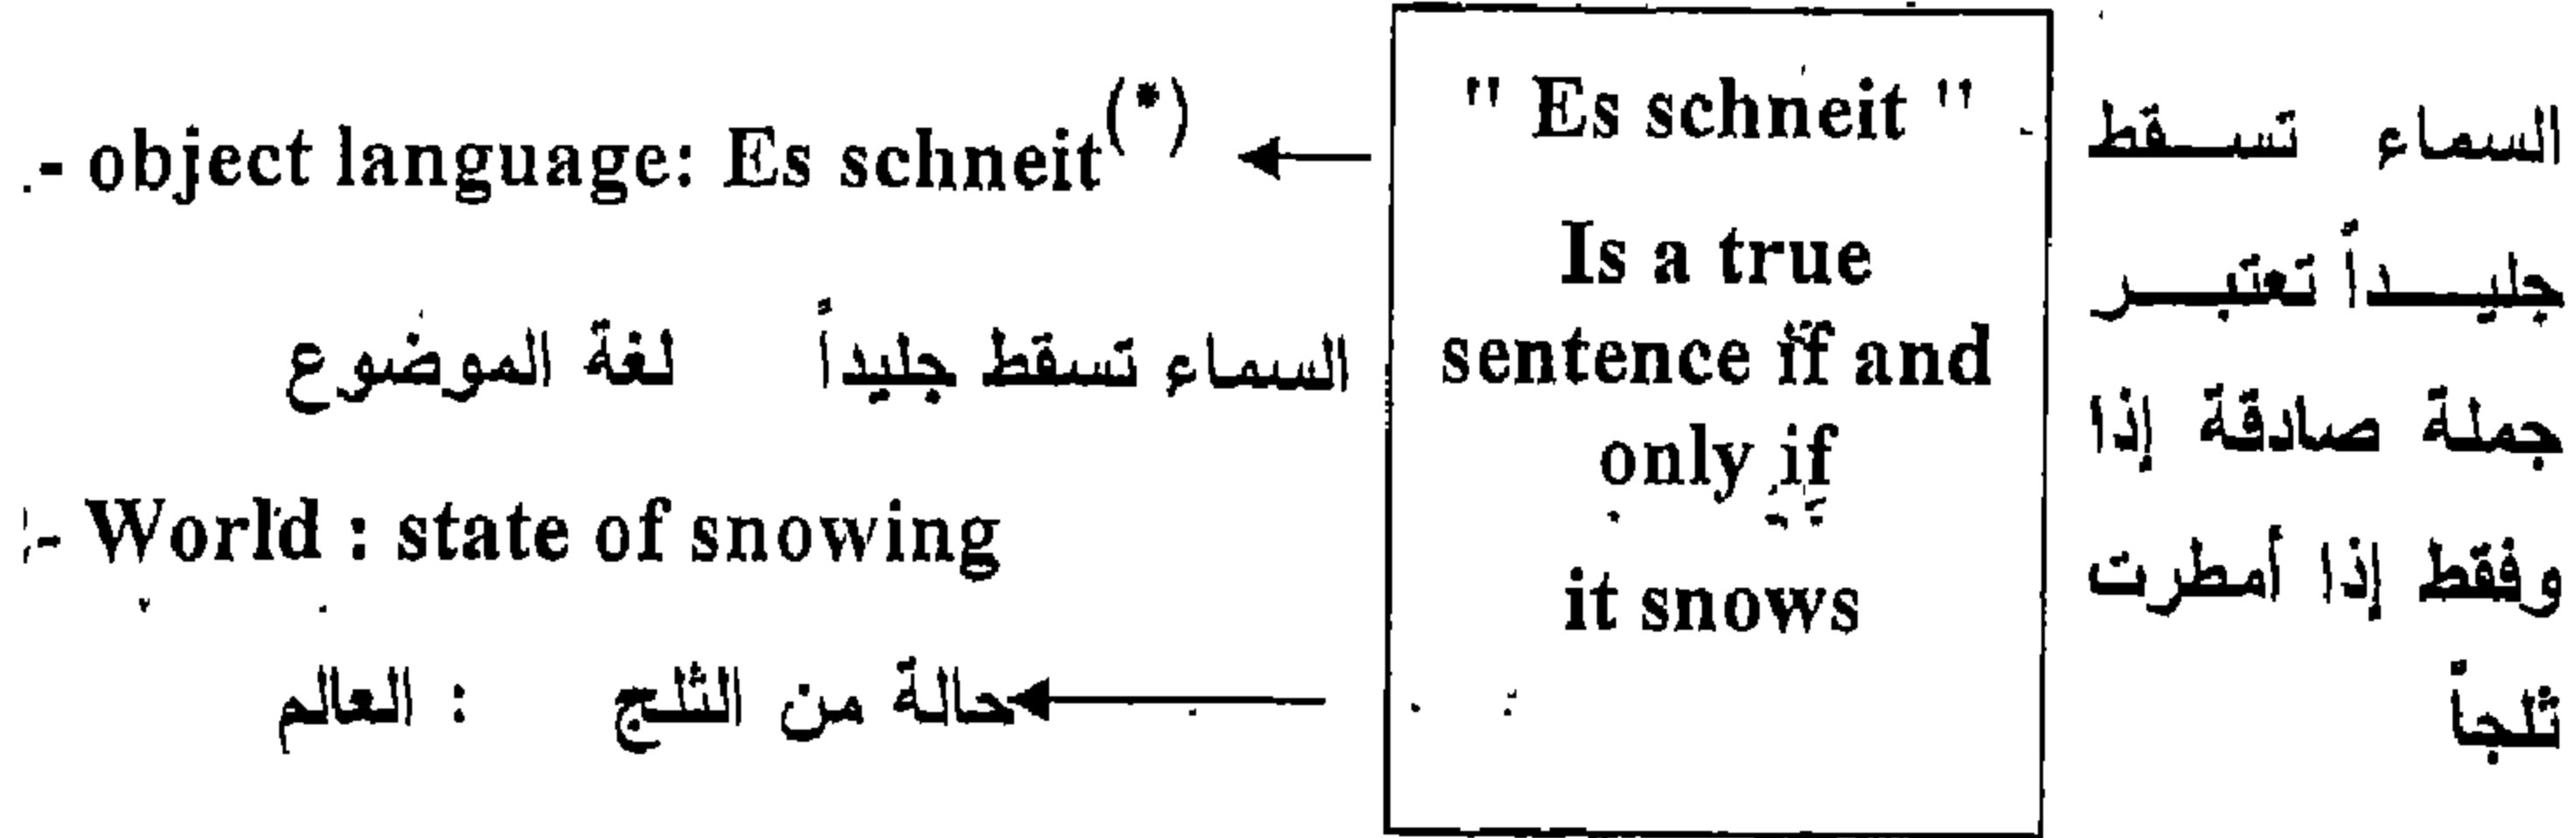 - object language: Es schneit(*)
السماء تسقط جليداً لغة الموضوع
- World : state of snowing
حالة من الثلج : العالم
" Es schneit "
Is a true
sentence if and
only if
it snows
السماء تسقط
جليداً تعتبر
جملة صادقة إذا
وفقط إذا أمطرت
ثلجاً